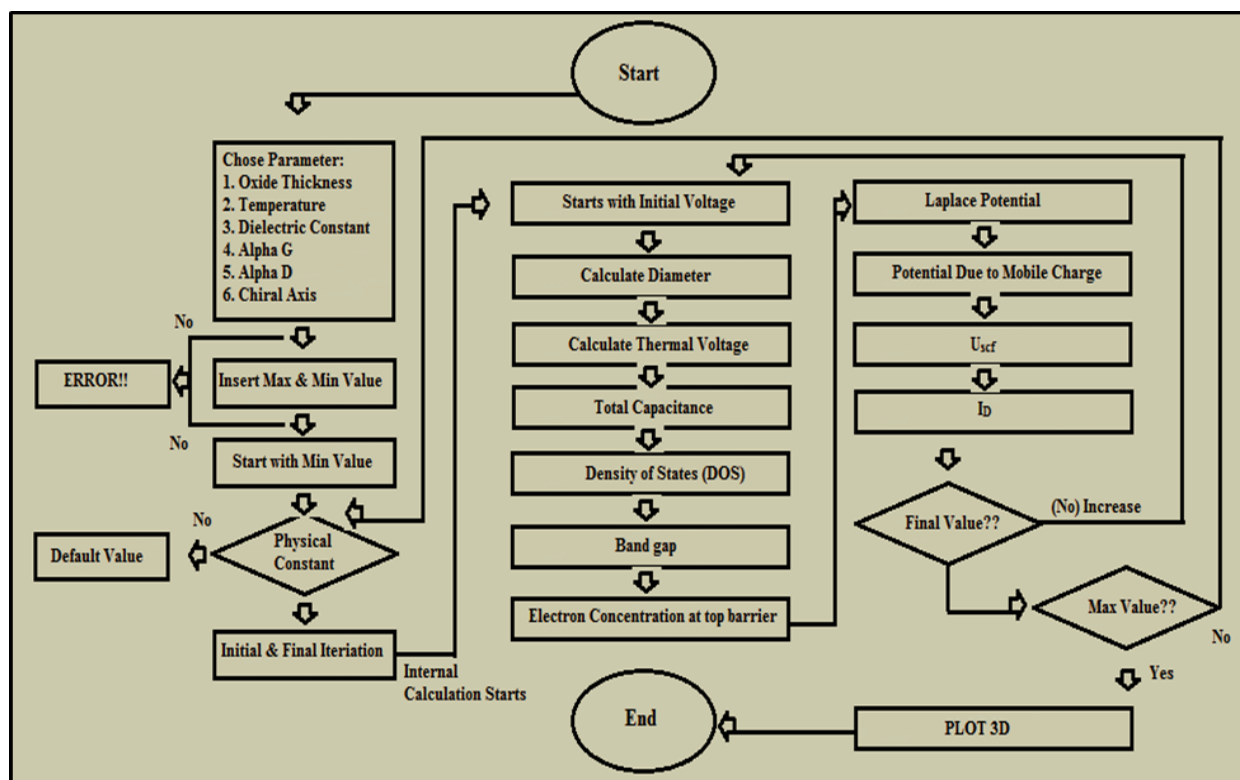 Start
Chose Parameter:
1. Oxide Thickness
2. Temperature
3. Dielectric Constant
4. Alpha G
5. Alpha D
6. Chiral Axis
No
ERROR!!
Insert Max & Min Value
No
Start with Min Value
No
Default Value
Physical
Constant
Initial & Final Iteriation
Internal
Calculation Starts
Starts with Initial Voltage
Calculate Diameter
Calculate Thermal Voltage
Total Capacitance
Density of States (DOS)
Band gap
Electron Concentration at top barrier
Laplace Potential
Potential Due to Mobile Charge
Uscf
ID
Final Value??
(No) Increase
Max Value??
No
Yes
PLOT 3D
End